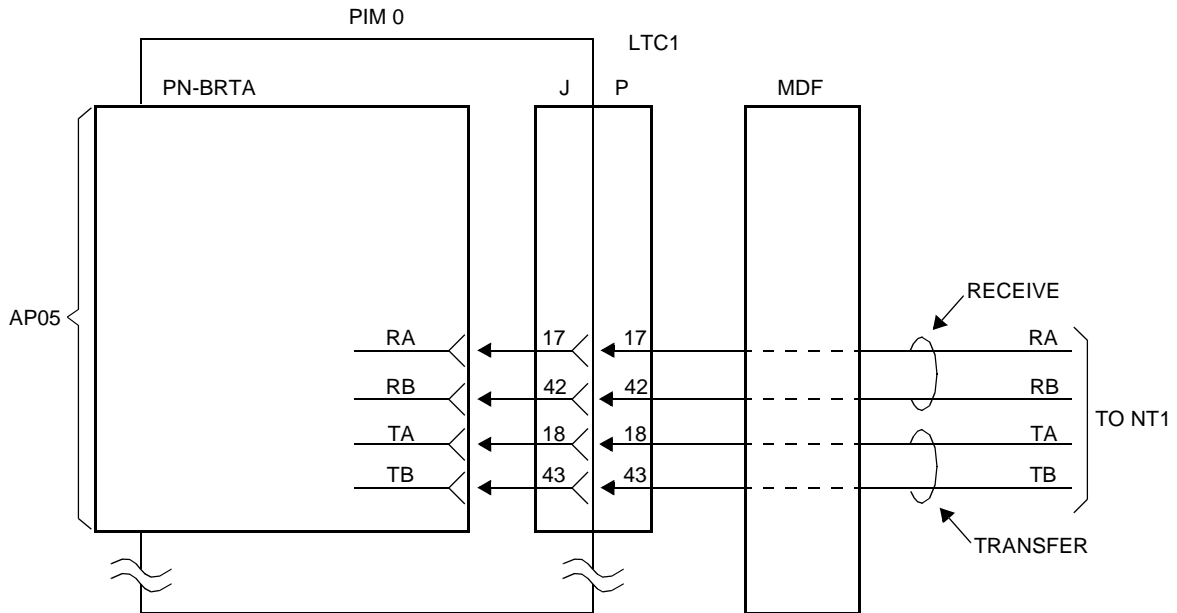 PIM 0
LTC1
PN-BRTA J P MDF
RECEIVE
AP05
RA 17 17 RA
RB 42 42 RB
TO NT1
TA 18 18 TA
TB 43 43 TB
TRANSFER